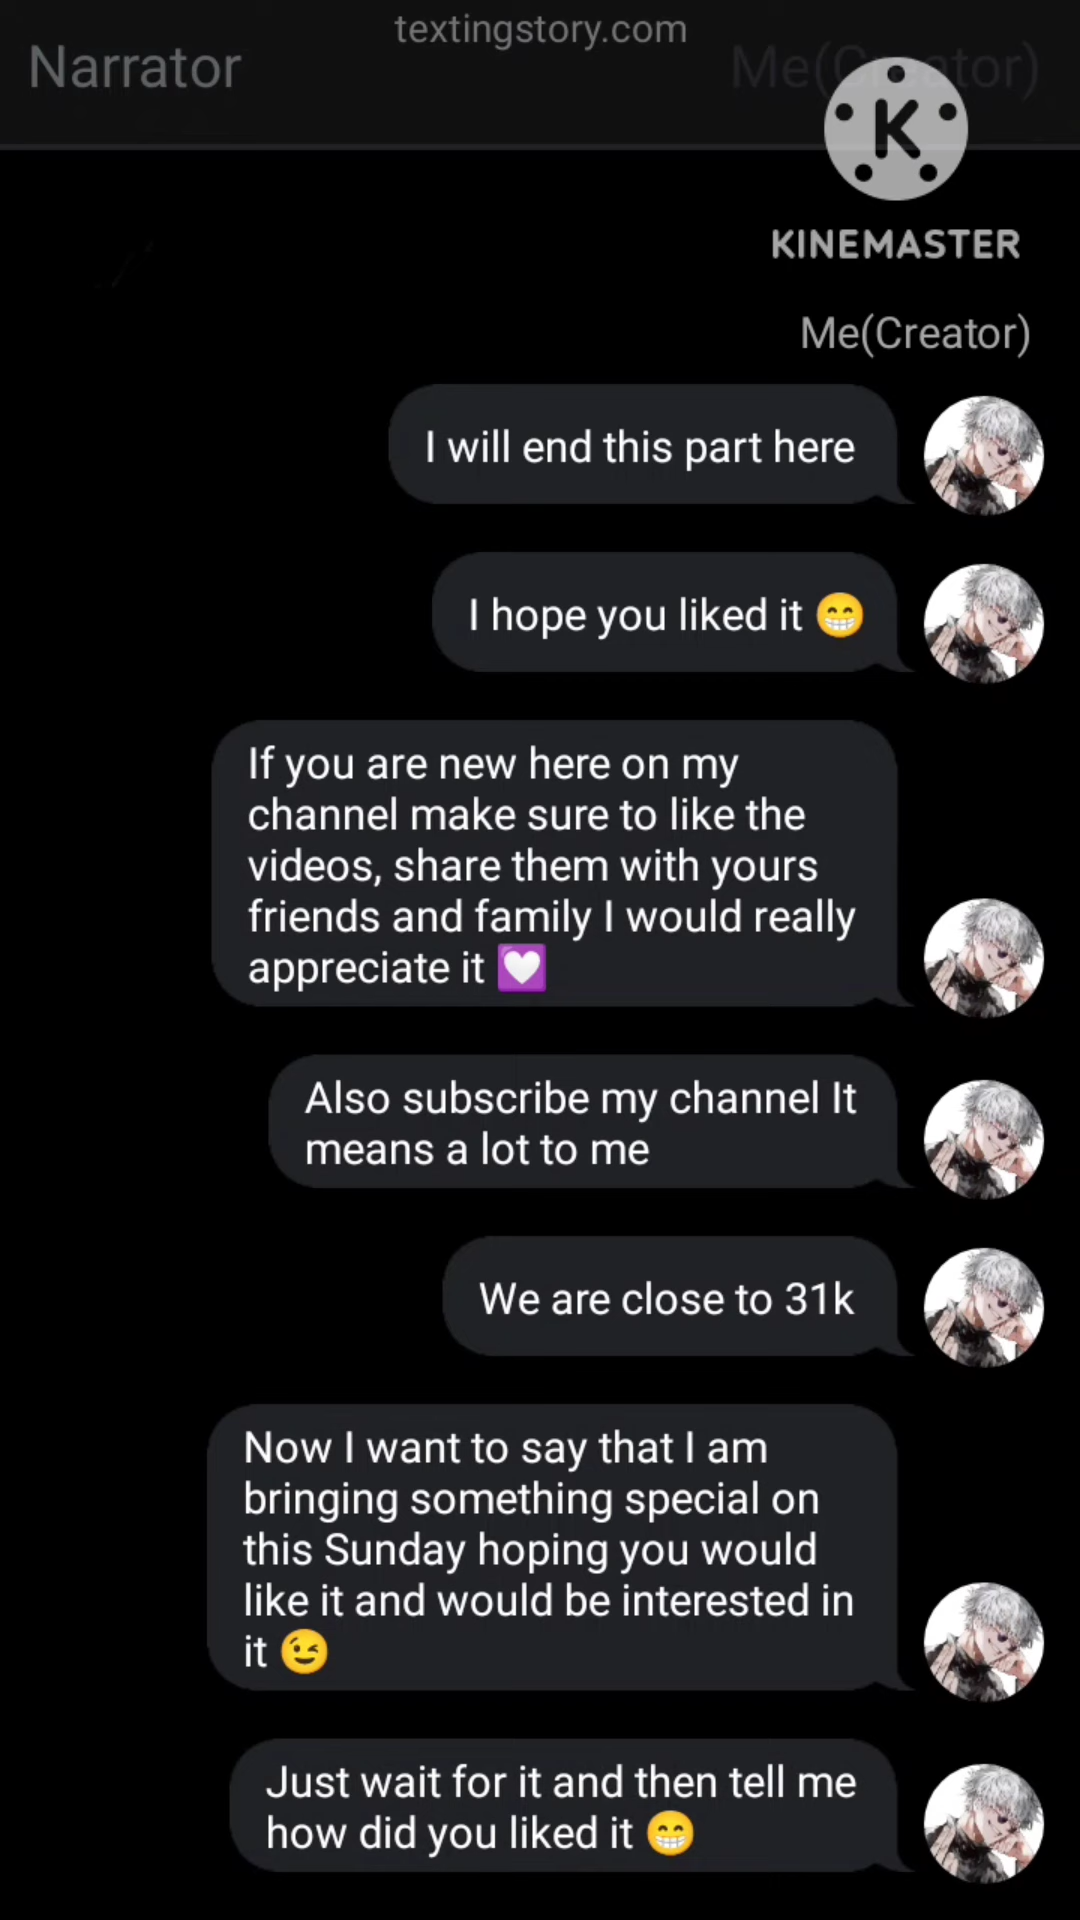 textingstory.com
Narrator
Me(Creator)
K
KINEMASTER
Me(Creator)
I will end this part here
I hope you liked it 😁
If you are new here on my
channel make sure to like the
videos, share them with yours
friends and family I would really
appreciate it 💟
Also subscribe my channel It
means a lot to me
We are close to 31k
Now I want to say that I am
bringing something special on
this Sunday hoping you would
like it and would be interested in
it 😉
Just wait for it and then tell me
how did you liked it 😁